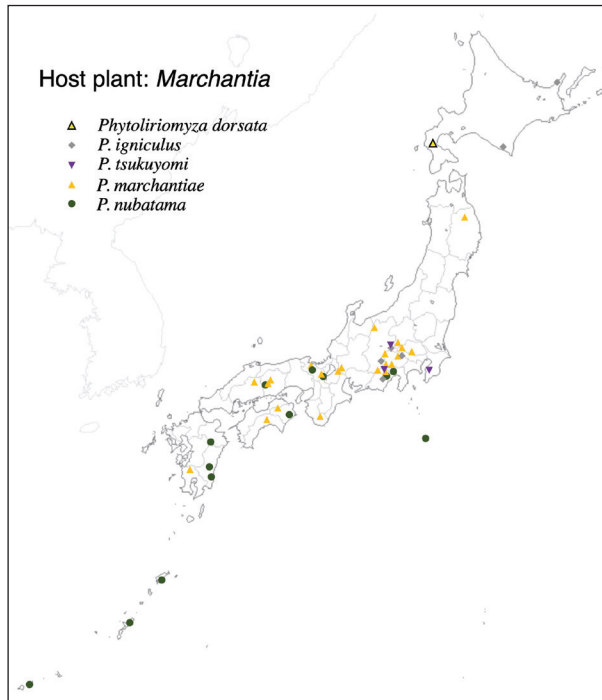 Host plant: Marchantia
Phytoliriomyza dorsata
P. igniculus
P. tsukuyomi
P. marchantiae
P. nubatama